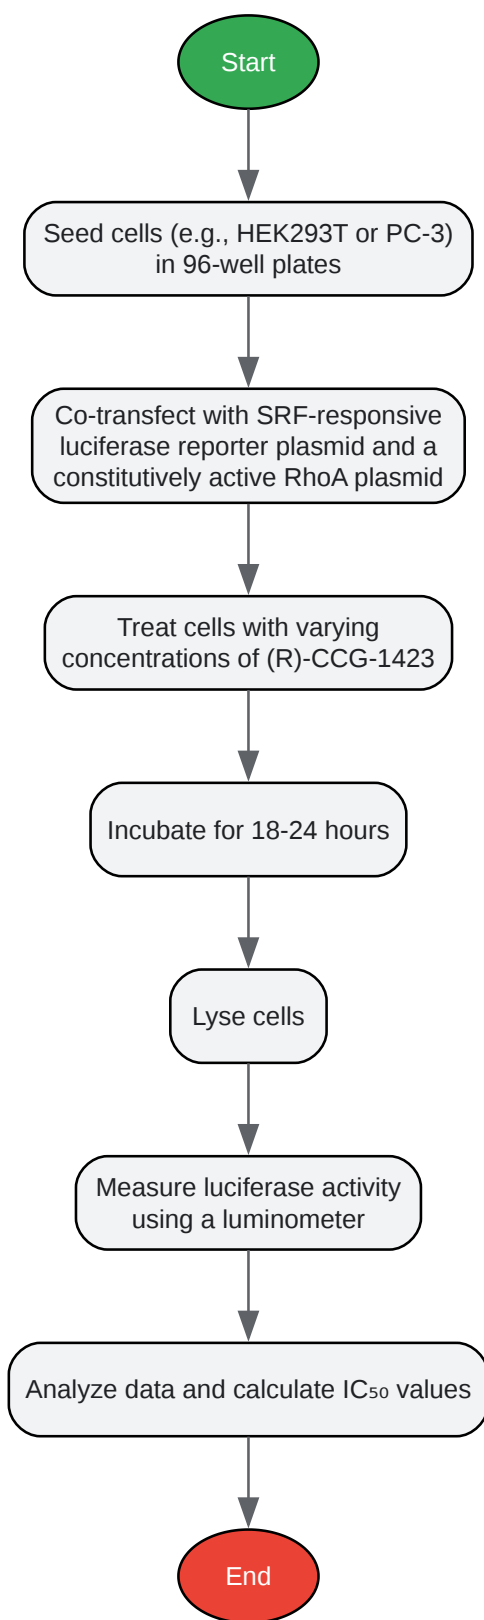 Start
Seed cells (e.g., HEK293T or PC-3)
in 96-well plates
Co-transfect with SRF-responsive
luciferase reporter plasmid and a
constitutively active RhoA plasmid
Treat cells with varying
concentrations of (R)-CCG-1423
Incubate for 18-24 hours
Lyse cells
Measure luciferase activity
using a luminometer
Analyze data and calculate IC₅₀ values
End